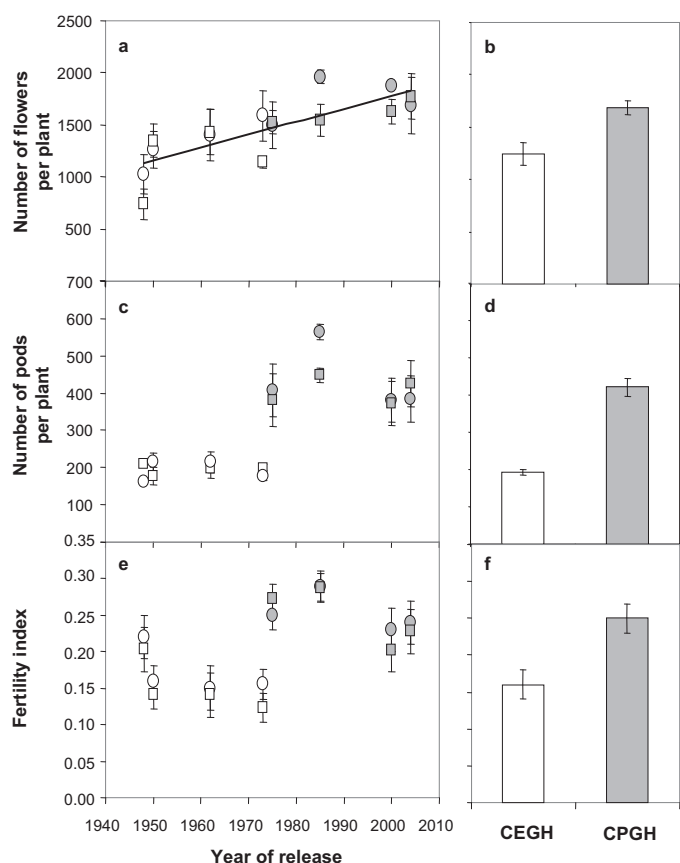 a
b
2500
2000
1500
1000
500
700
Number of flowers
per plant
c
d
600
500
400
300
200
100
0.35
Number of pods
per plant
e
f
0.30
0.25
0.20
0.15
0.10
0.05
0.00
Fertility index
1940 1950 1960 1970 1980 1990 2000 2010
Year of release
CEGH CPGH